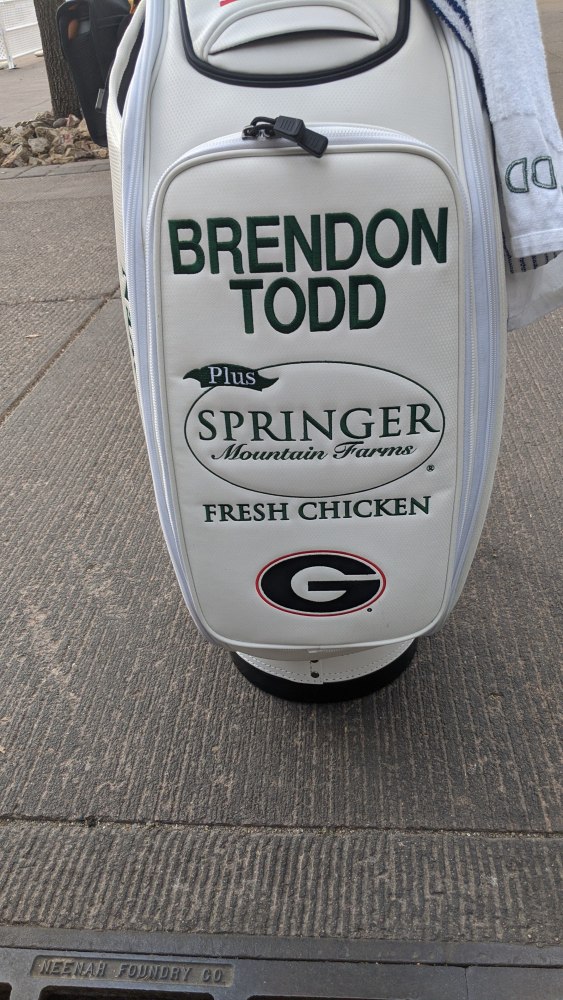 BRENDON
TODD
Plus
SPRINGER
Mountain Farms
®
FRESH CHICKEN
G
NEENAH FOUNDRY CO